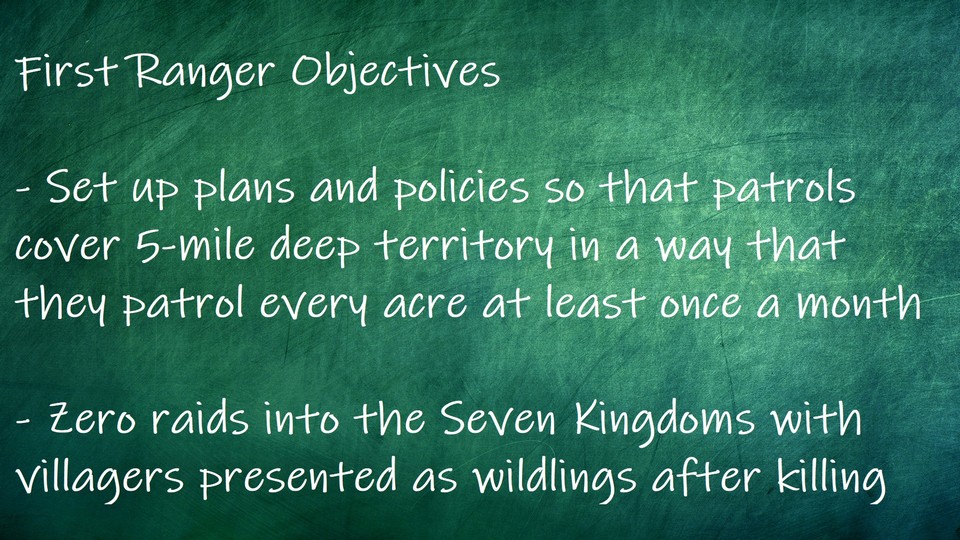 First Ranger Objectives
- Set up plans and policies so that patrols
cover 5-mile deep territory in a way that
they patrol every acre at least once a month
- Zero raids into the Seven Kingdoms with
villagers presented as wildlings after killing